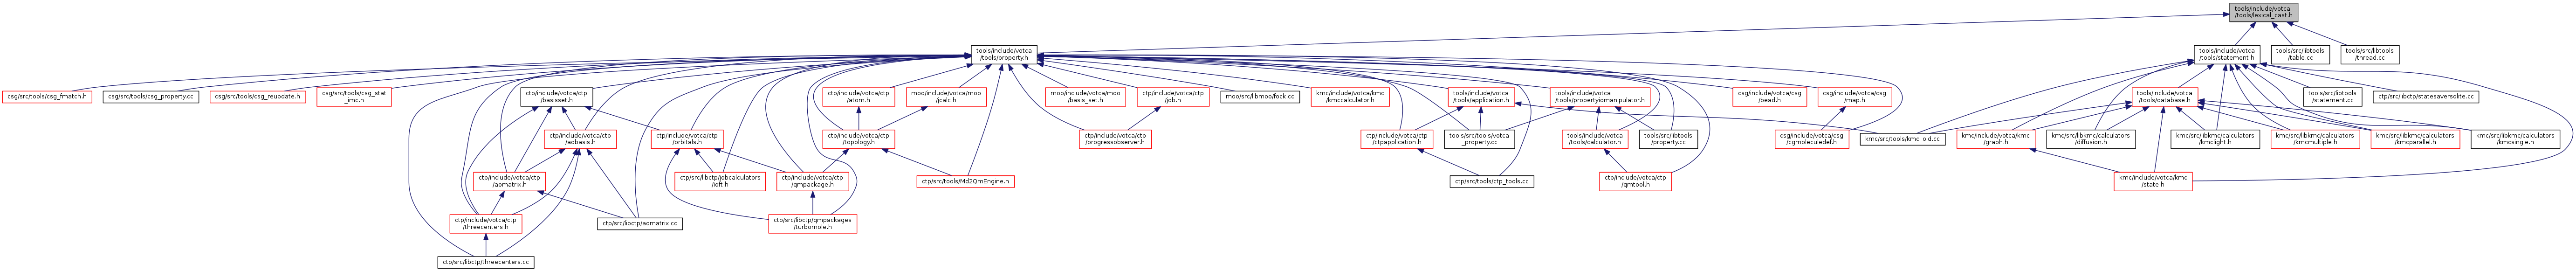 tools/include/votca
/tools/lexical_cast.h
tools/include/votca
/tools/property.h
tools/include/votca
/tools/statement.h
tools/src/libtools
/table.cc
tools/src/libtools
/thread.cc
csg/src/tools/csg_fmatch.h
csg/src/tools/csg_property.cc
csg/src/tools/csg_reupdate.h
csg/src/tools/csg_stat
_imc.h
ctp/include/votca/ctp
/basisset.h
ctp/include/votca/ctp
/atom.h
moo/include/votca/moo
/jcalc.h
moo/include/votca/moo
/basis_set.h
ctp/include/votca/ctp
/job.h
moo/src/libmoo/fock.cc
kmc/include/votca/kmc
/kmccalculator.h
tools/include/votca
/tools/application.h
tools/include/votca
/tools/propertyiomanipulator.h
csg/include/votca/csg
/bead.h
csg/include/votca/csg
/map.h
tools/include/votca
/tools/database.h
tools/src/libtools
/statement.cc
ctp/src/libctp/statesaversqlite.cc
ctp/include/votca/ctp
/aobasis.h
ctp/include/votca/ctp
/orbitals.h
ctp/include/votca/ctp
/topology.h
ctp/include/votca/ctp
/progressobserver.h
ctp/include/votca/ctp
/ctpapplication.h
tools/src/tools/votca
_property.cc
tools/include/votca
/tools/calculator.h
tools/src/libtools
/property.cc
csg/include/votca/csg
/cgmoleculedef.h
kmc/src/tools/kmc_old.cc
kmc/include/votca/kmc
/graph.h
kmc/src/libkmc/calculators
/diffusion.h
kmc/src/libkmc/calculators
/kmclight.h
kmc/src/libkmc/calculators
/kmcmultiple.h
kmc/src/libkmc/calculators
/kmcparallel.h
kmc/src/libkmc/calculators
/kmcsingle.h
ctp/include/votca/ctp
/aomatrix.h
ctp/src/libctp/jobcalculators
/idft.h
ctp/include/votca/ctp
/qmpackage.h
ctp/src/tools/Md2QmEngine.h
ctp/src/tools/ctp_tools.cc
ctp/include/votca/ctp
/qmtool.h
kmc/include/votca/kmc
/state.h
ctp/include/votca/ctp
/threecenters.h
ctp/src/libctp/aomatrix.cc
ctp/src/libctp/qmpackages
/turbomole.h
ctp/src/libctp/threecenters.cc